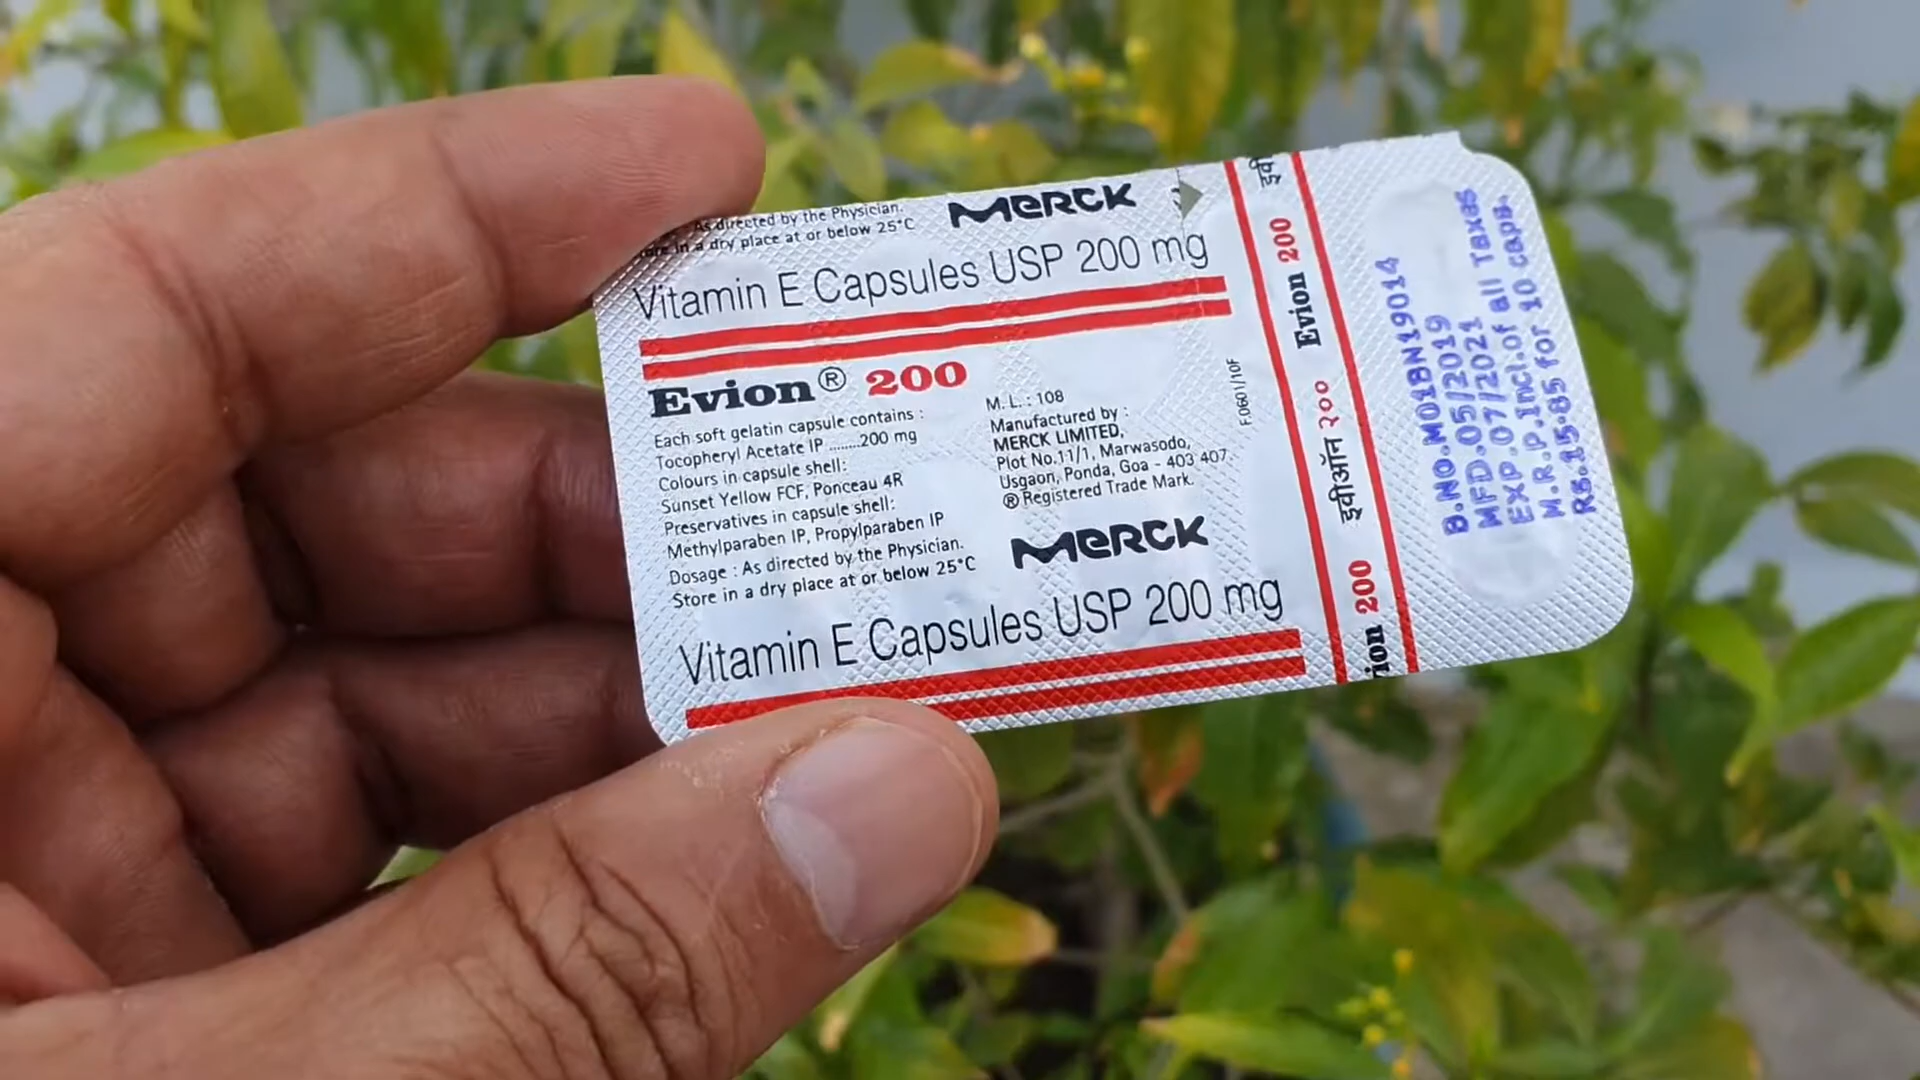 As directed by the Physician.
in a dry place at or below 25°C
MERCK
Vitamin E Capsules USP 200 mg
Evion® 200
Each soft gelatin capsule contains :
Tocopheryl Acetate IP ........200 mg
Colours in capsule shell:
Sunset Yellow FCF, Ponceau 4R
Preservatives in capsule shell:
Methylparaben IP, Propylparaben IP
Dosage : As directed by the Physician.
Store in a dry place at or below 25°C
M. L. : 108
Manufactured by :
MERCK LIMITED,
Plot No.11/1, Marwasodo,
Usgaon, Ponda, Goa - 403 407.
® Registered Trade Mark.
MERCK
Vitamin E Capsules USP 200 mg
F.0601/10F
Evion 200
इवीऑन २००
200
B.NO.M01BN19014
MFD.05/2019
EXP.07/2021
M.R.P.Incl.of all Taxes
RS.15.85 for 10 caps.